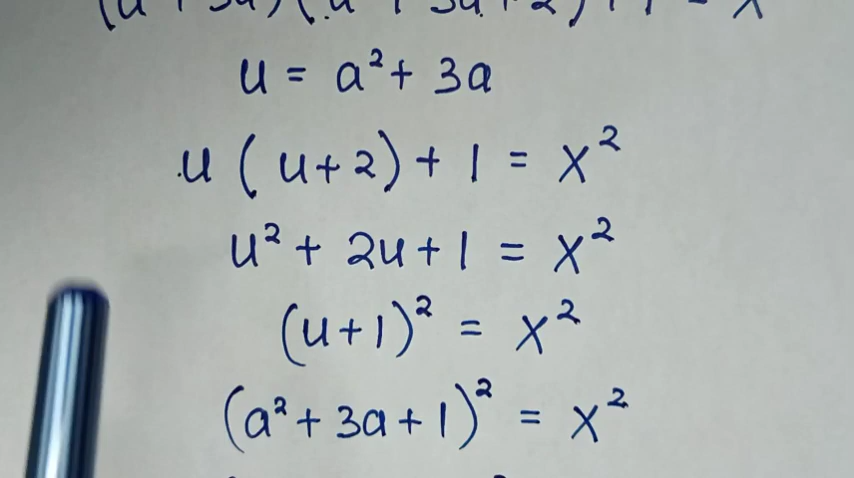 u = a² + 3a
u (u+2) + 1 = x²
u² + 2u + 1 = x²
(u+1)² = x²
(a² + 3a + 1)² = x²